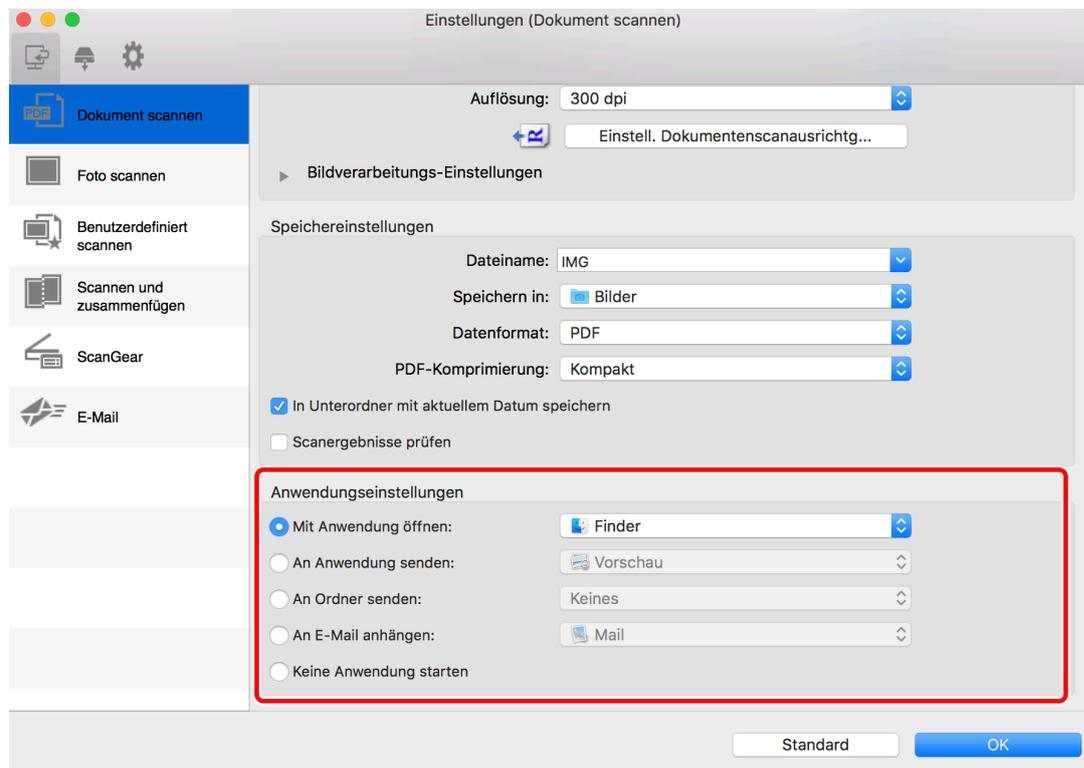 Einstellungen (Dokument scannen)
PDF
Dokument scannen
Foto scannen
Benutzerdefiniert
scannen
Scannen und
zusammenfügen
ScanGear
E-Mail
Auflösung: 300 dpi
R Einstell. Dokumentenscanausrichtg...
Bildverarbeitungs-Einstellungen
Speichereinstellungen
Dateiname: IMG
Speichern in: Bilder
Datenformat: PDF
PDF-Komprimierung: Kompakt
In Unterordner mit aktuellem Datum speichern
Scanergebnisse prüfen
Anwendungseinstellungen
Mit Anwendung öffnen: Finder
An Anwendung senden: Vorschau
An Ordner senden: Keines
An E-Mail anhängen: Mail
Keine Anwendung starten
Standard OK